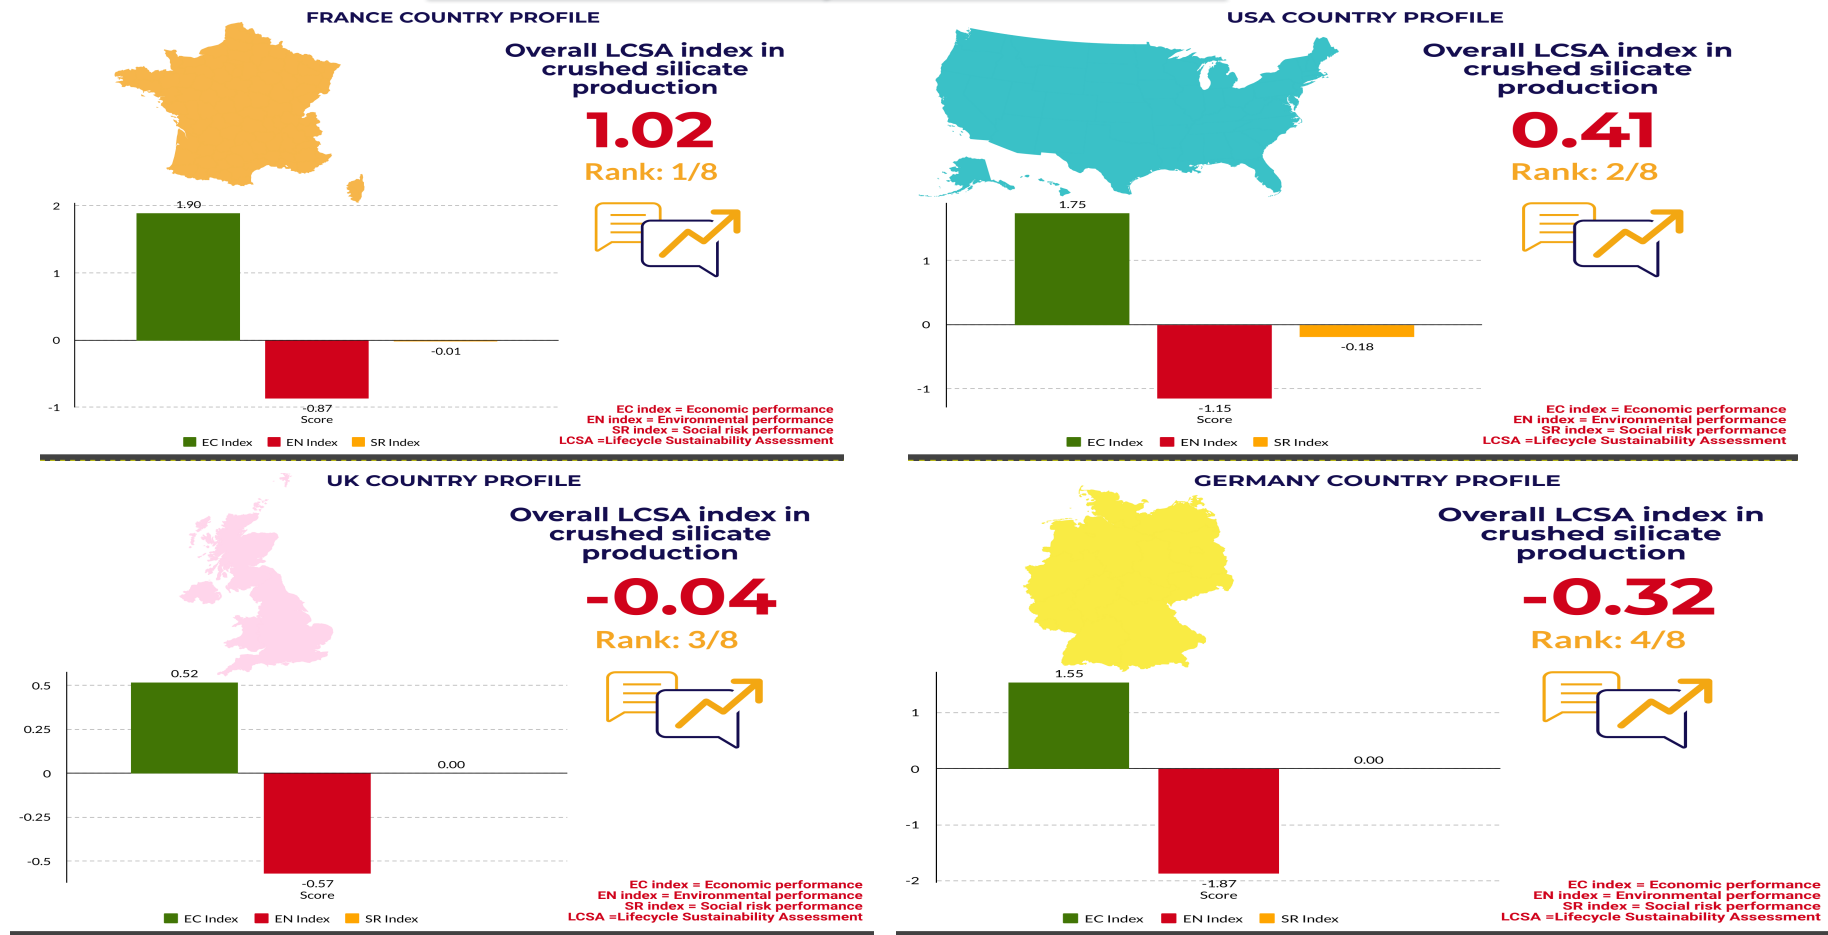 FRANCE COUNTRY PROFILE
Overall LCSA index in
crushed silicate
production
1.02
Rank: 1/8
2
1
0
-1
1.90
-0.87
-0.01
Score
EC Index
EN Index
SR Index
EC index = Economic performance
EN index = Environmental performance
SR index = Social risk performance
LCSA =Lifecycle Sustainability Assessment
USA COUNTRY PROFILE
Overall LCSA index in
crushed silicate
production
0.41
Rank: 2/8
1
0
-1
1.75
-1.15
-0.18
Score
EC Index
EN Index
SR Index
EC index = Economic performance
EN index = Environmental performance
SR index = Social risk performance
LCSA =Lifecycle Sustainability Assessment
UK COUNTRY PROFILE
Overall LCSA index in
crushed silicate
production
-0.04
Rank: 3/8
0.5
0.25
0
-0.25
-0.5
0.52
-0.57
0.00
Score
EC Index
EN Index
SR Index
EC index = Economic performance
EN index = Environmental performance
SR index = Social risk performance
LCSA =Lifecycle Sustainability Assessment
GERMANY COUNTRY PROFILE
Overall LCSA index in
crushed silicate
production
-0.32
Rank: 4/8
1
0
-1
-2
1.55
-1.87
0.00
Score
EC Index
EN Index
SR Index
EC index = Economic performance
EN index = Environmental performance
SR index = Social risk performance
LCSA =Lifecycle Sustainability Assessment